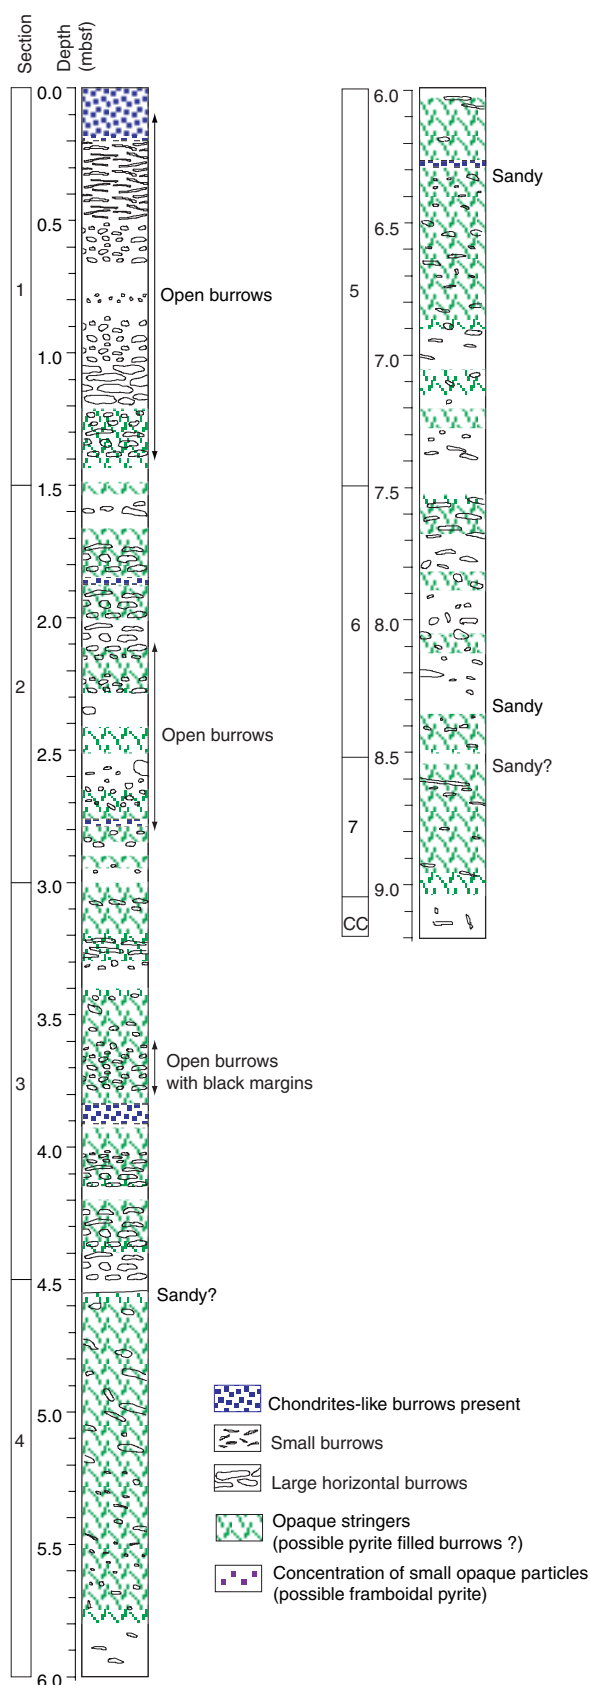 Section
Depth
(mbsf)
0.0
0.5
1
Open burrows
1.0
1.5
2.0
2
Open burrows
2.5
3.0
3.5
Open burrows
with black margins
3
4.0
4.5
Sandy?
5.0
4
5.5
6.0
6.0
Sandy
6.5
5
7.0
7.5
6
8.0
Sandy
8.5
Sandy?
7
9.0
CC
Chondrites-like burrows present
Small burrows
Large horizontal burrows
Opaque stringers
(possible pyrite filled burrows ?)
Concentration of small opaque particles
(possible framboidal pyrite)